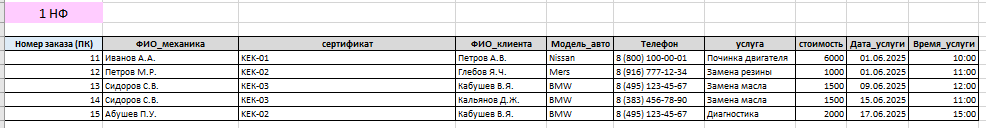 1 НФ
Номер заказа (ПК) ФИО_механика сертификат ФИО_клиента Модель_авто Телефон услуга стоимость Дата_услуги Время_услуги
11 Иванов А.А. КЕК-01 Петров А.В. Nissan 8 (800) 100-00-01 Починка двигателя 6000 01.06.2025 10:00
12 Петров М.Р. КЕК-02 Глебов Я.Ч. Mers 8 (916) 777-12-34 Замена резины 1000 01.06.2025 11:00
13 Сидоров С.В. КЕК-03 Кабушев В.Я. BMW 8 (495) 123-45-67 Замена масла 1500 09.06.2025 12:00
14 Сидоров С.В. КЕК-03 Кальянов Д.Ж. BMW 8 (383) 456-78-90 Замена масла 1500 15.06.2025 11:00
15 Абушев П.У. КЕК-02 Кабушев В.Я. BMW 8 (495) 123-45-67 Диагностика 2000 17.06.2025 15:00